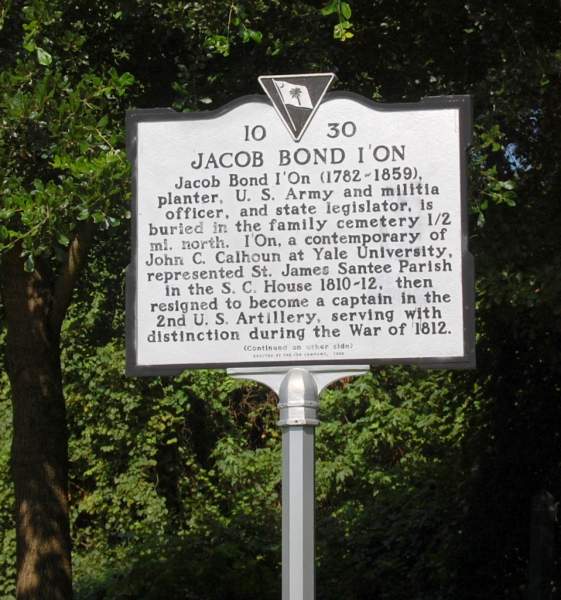 10 30
JACOB BOND I'ON
Jacob Bond I'On (1782-1859),
planter, U. S. Army and militia
officer, and state legislator, is
buried in the family cemetery 1/2
mi. north. I'On, a contemporary of
John C. Calhoun at Yale University,
represented St. James Santee Parish
in the S. C. House 1810-12, then
resigned to become a captain in the
2nd U. S. Artillery, serving with
distinction during the War of 1812.
(Continued on other side)